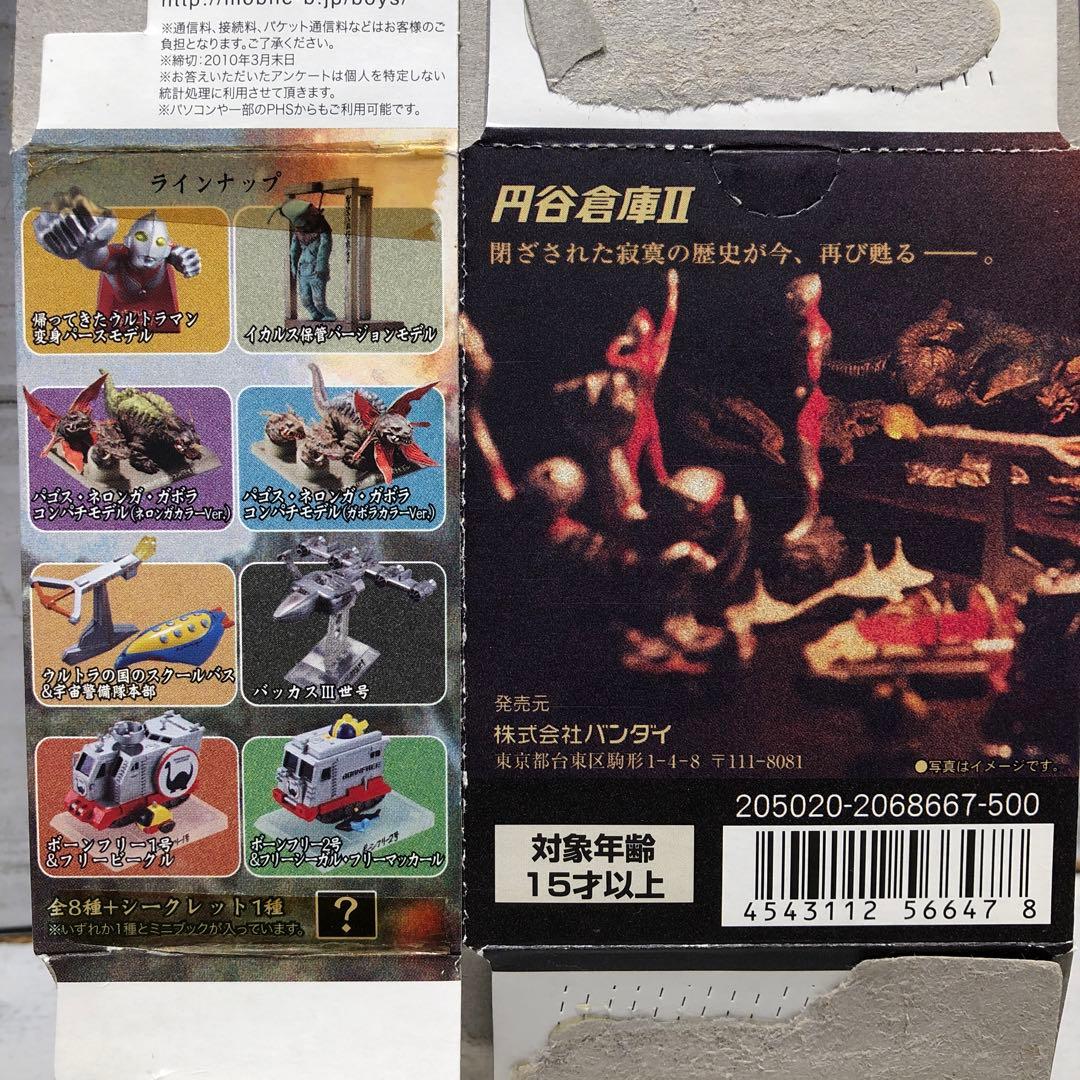 http://mobile-b.jp/boys/
※通信料、接続料、パケット通信料などはお客様のご
負担となります。ご了承ください。
※締切:2010年3月末日
※お答えいただいたアンケートは個人を特定しない
統計処理に利用させて頂きます。
※パソコンや一部のPHSからもご利用可能です。
ラインナップ
帰ってきたウルトラマン
変身パースモデル
イカルス保管バージョンモデル
パゴス・ネロンガ・ガボラ
コンパチモデル(ネロンガカラーVer.)
パゴス・ネロンガ・ガボラ
コンパチモデル(ガボラカラーVer.)
ウルトラの国のスクールバス
&宇宙警備隊本部
バッカスIII世号
ボーンフリー1号
&フリービーグル
ボーンフリー2号
&フリーシーガル・フリーマッカール
全8種+シークレット1種
?
※いずれか1種とミニブックが入っています。
円谷倉庫II
閉ざされた寂寞の歴史が今、再び甦る――。
発売元
株式会社バンダイ
東京都台東区駒形1-4-8 〒111-8081
●写真はイメージです。
205020-2068667-500
対象年齢
15才以上
4543112 56647 8